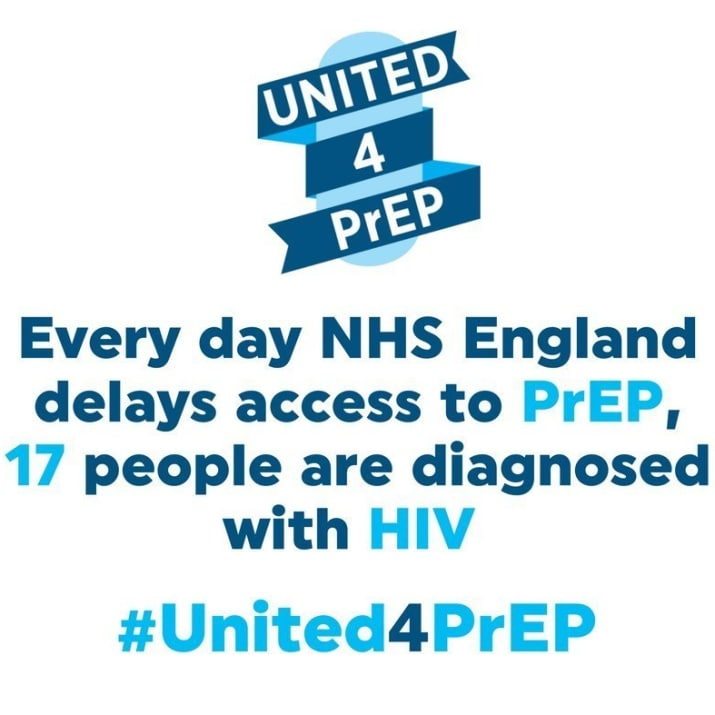 UNITED
4
PrEP
Every day NHS England
delays access to PrEP,
17 people are diagnosed
with HIV
#United4PrEP